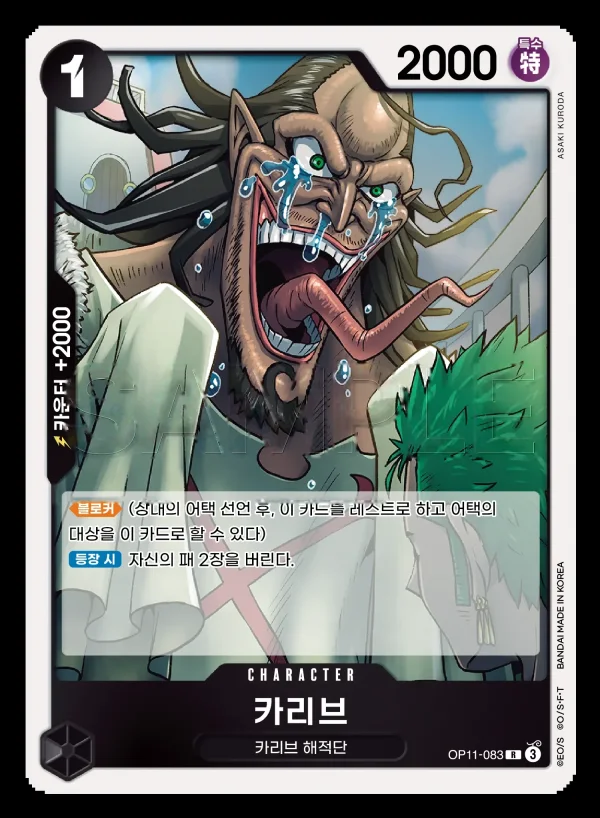 1
2000
특수
特
ASAKI KURODA
카운터 +2000
SAMPLE
블로커 (상대의 어택 선언 후, 이 카드를 레스트로 하고 어택의
대상을 이 카드로 할 수 있다)
등장 시 자신의 패 2장을 버린다.
CHARACTER
카리브
카리브 해적단
OP11-083 R 3
©EO/S ©O/S·F·T BANDAI MADE IN KOREA